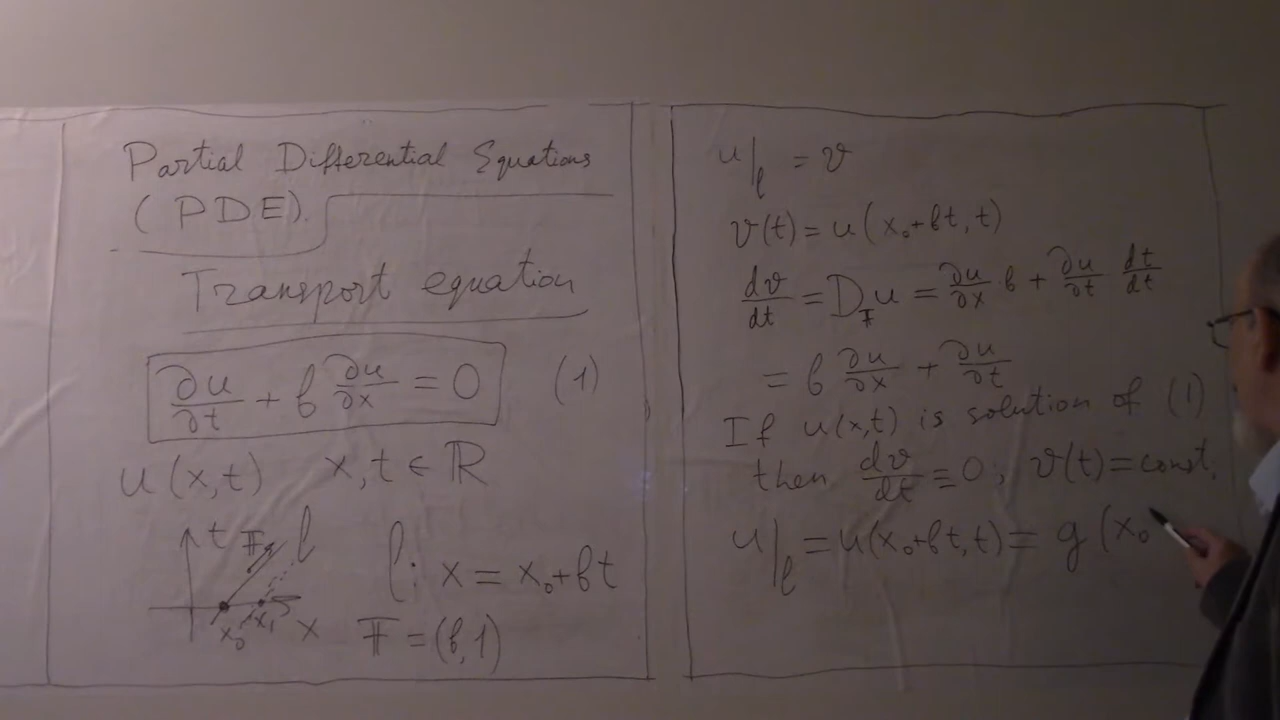 Partial Differential Equations
(PDE).
Transport equation
∂u/∂t + b ∂u/∂x = 0 (1)
u(x,t) x,t ∈ ℝ
t l
x₀ x₁ x
l: x = x₀+bt
= (b,1)
u|ₗ = v
v(t) = u(x₀+bt, t)
dv/dt = D u = ∂u/∂x · b + ∂u/∂t dt/dt
= b ∂u/∂x + ∂u/∂t
If u(x,t) is solution of (1)
then dv/dt ≡ 0; v(t) = const.
u|ₗ = u(x₀+bt, t) = g(x₀